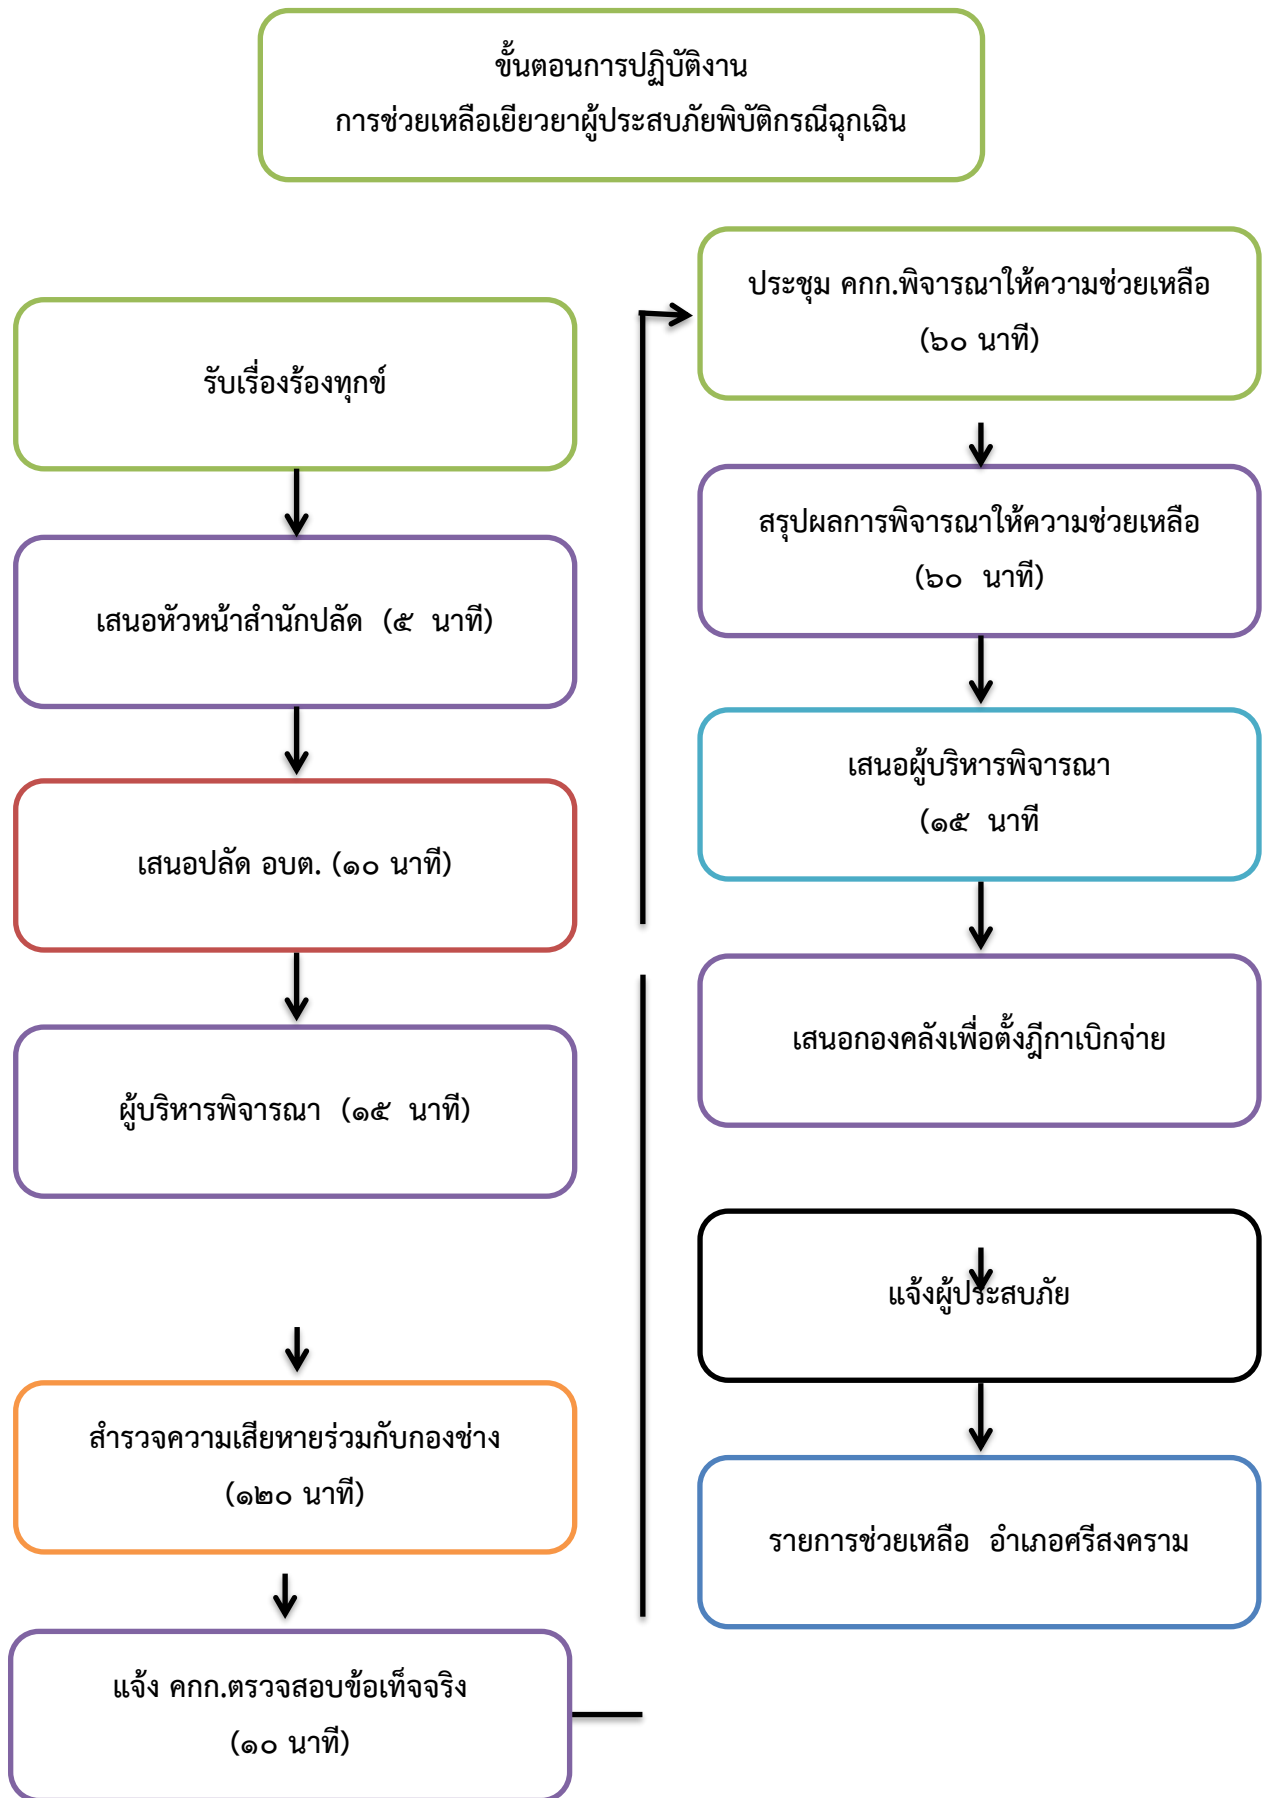 ขั้นตอนการปฏิบัติงาน
การช่วยเหลือเยียวยาผู้ประสบภัยพิบัติกรณีฉุกเฉิน
รับเรื่องร้องทุกข์
เสนอหัวหน้าสำนักปลัด (๕ นาที)
เสนอปลัด อบต. (๑๐ นาที)
ผู้บริหารพิจารณา (๑๕ นาที)
สำรวจความเสียหายร่วมกับกองช่าง
(๑๒๐ นาที)
แจ้ง คกก.ตรวจสอบข้อเท็จจริง
(๑๐ นาที)
ประชุม คกก.พิจารณาให้ความช่วยเหลือ
(๖๐ นาที)
สรุปผลการพิจารณาให้ความช่วยเหลือ
(๖๐ นาที)
เสนอผู้บริหารพิจารณา
(๑๕ นาที
เสนอกองคลังเพื่อตั้งฎีกาเบิกจ่าย
แจ้งผู้ประสบภัย
รายการช่วยเหลือ อำเภอศรีสงคราม